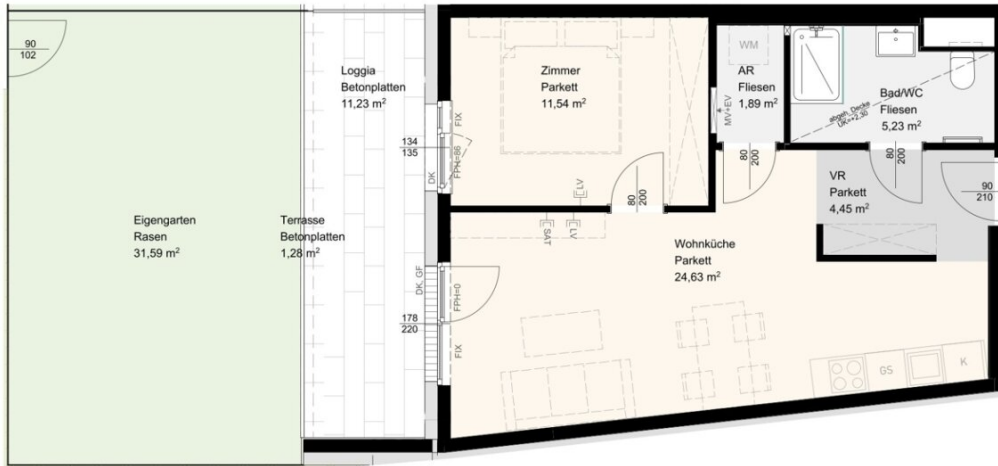 90
102
Loggia
Betonplatten
11,23 m²
Zimmer
Parkett
11,54 m²
WM
AR
Fliesen
1,89 m²
MV+EV
Bad/WC
Fliesen
5,23 m²
abgeh. Decke
UK=+2,30
FIX
134
135
FPH=86
DK
80
200
80
200
80
200
VR
Parkett
4,45 m²
90
210
LV
SAT
LV
Eigengarten
Rasen
31,59 m²
Terrasse
Betonplatten
1,28 m²
Wohnküche
Parkett
24,63 m²
DK, GF
FPH=0
178
220
FIX
GS
K